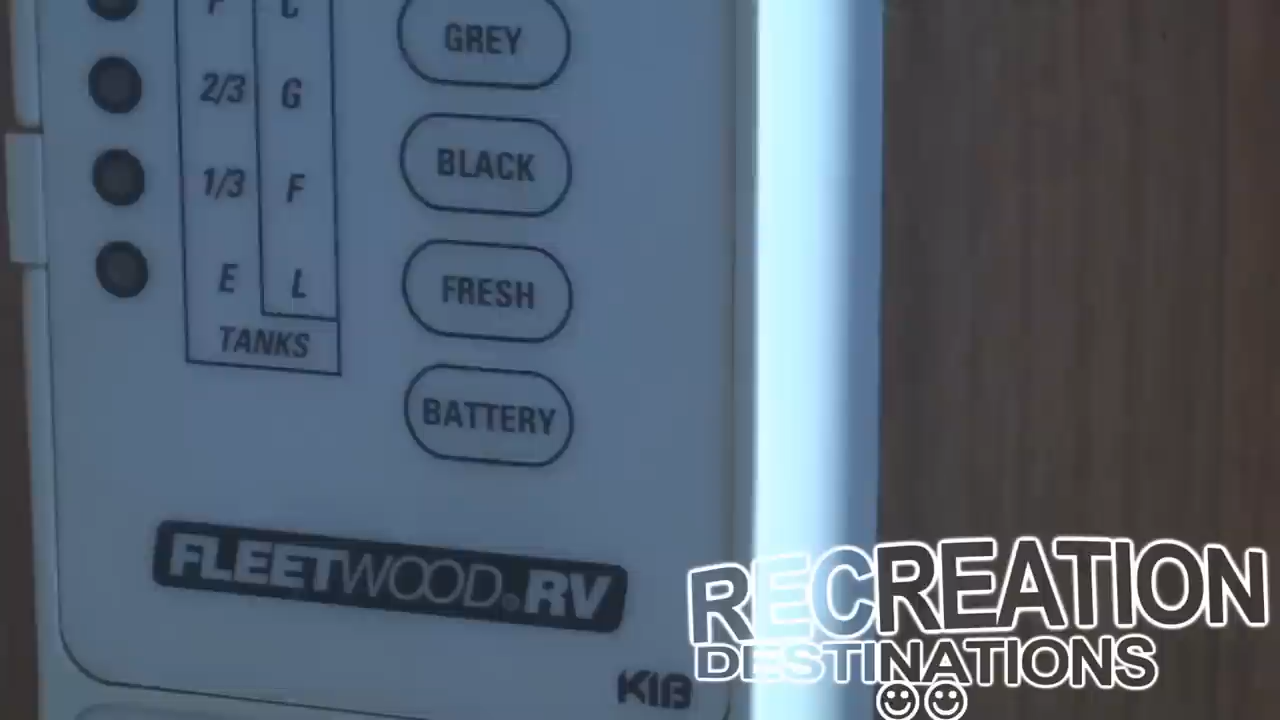 F C GREY
2/3 G
BLACK
1/3 F
FRESH
E L
TANKS
BATTERY
FLEETWOOD. RV
KIB
RECREATION
DESTINATIONS